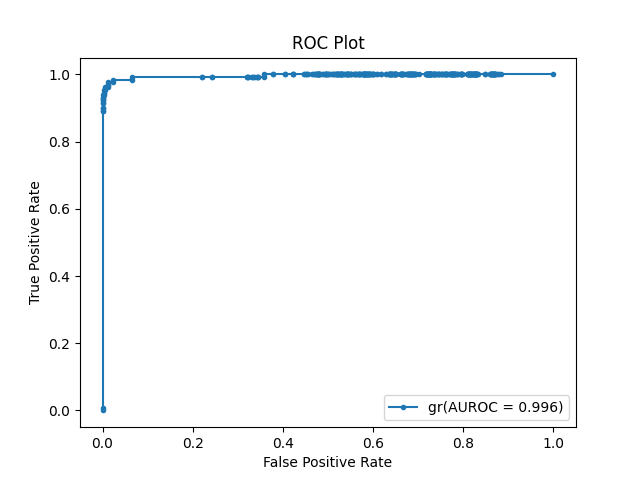 ROC Plot
True Positive Rate
1.0
0.8
0.6
0.4
0.2
0.0
gr(AUROC = 0.996)
0.0 0.2 0.4 0.6 0.8 1.0
False Positive Rate